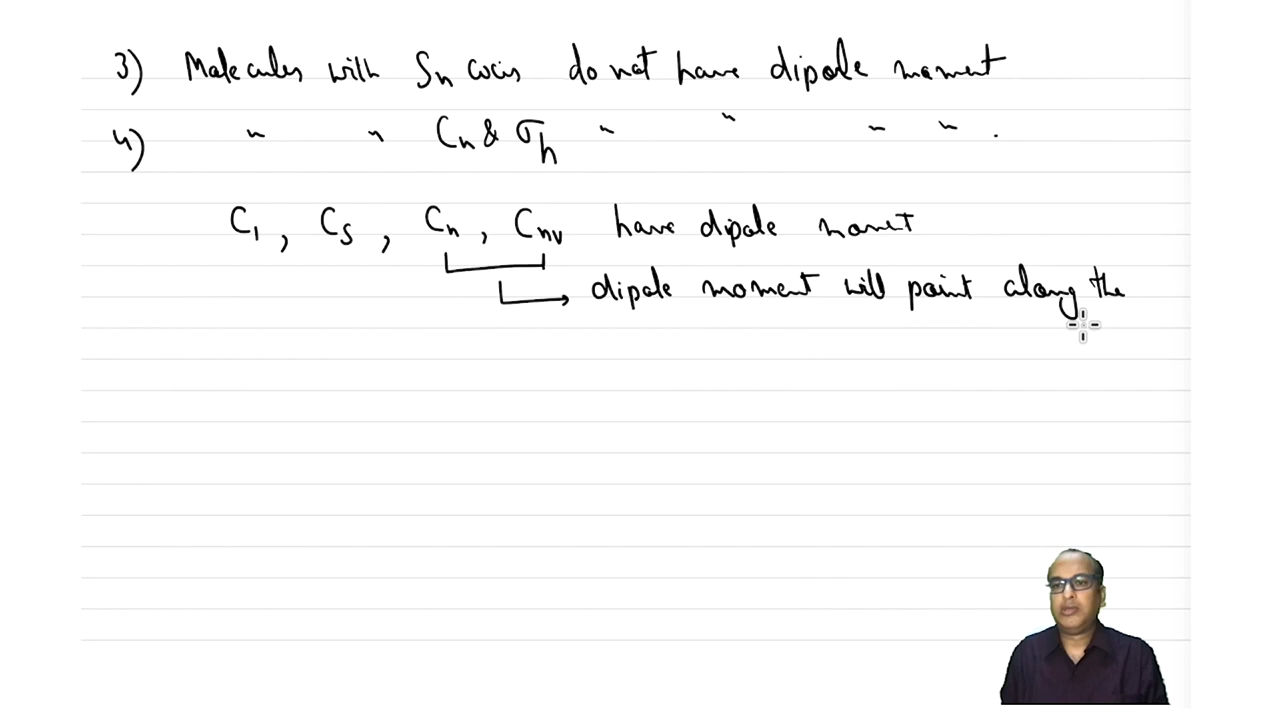 3) Molecules with Sn axis do not have dipole moment
4) " " Cn & σh " " " " .
C1, CS, Cn, Cnv have dipole moment
dipole moment will point along the